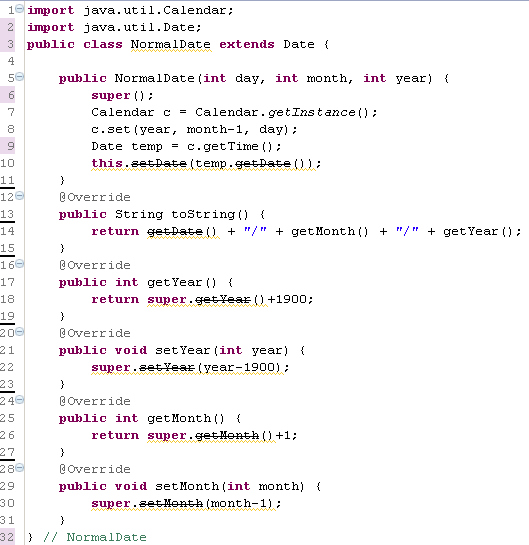 1 import java.util.Calendar;
2 import java.util.Date;
3 public class NormalDate extends Date {
4
5     public NormalDate(int day, int month, int year) {
6         super();
7         Calendar c = Calendar.getInstance();
8         c.set(year, month-1, day);
9         Date temp = c.getTime();
10         this.setDate(temp.getDate());
11     }
12     @Override
13     public String toString() {
14         return getDate() + "/" + getMonth() + "/" + getYear();
15     }
16     @Override
17     public int getYear() {
18         return super.getYear()+1900;
19     }
20     @Override
21     public void setYear(int year) {
22         super.setYear(year-1900);
23     }
24     @Override
25     public int getMonth() {
26         return super.getMonth()+1;
27     }
28     @Override
29     public void setMonth(int month) {
30         super.setMonth(month-1);
31     }
32 } // NormalDate